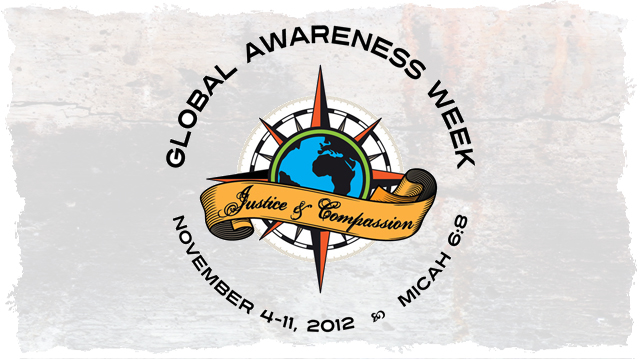 GLOBAL AWARENESS WEEK
Justice & Compassion
NOVEMBER 4-11, 2012 & MICAH 6:8